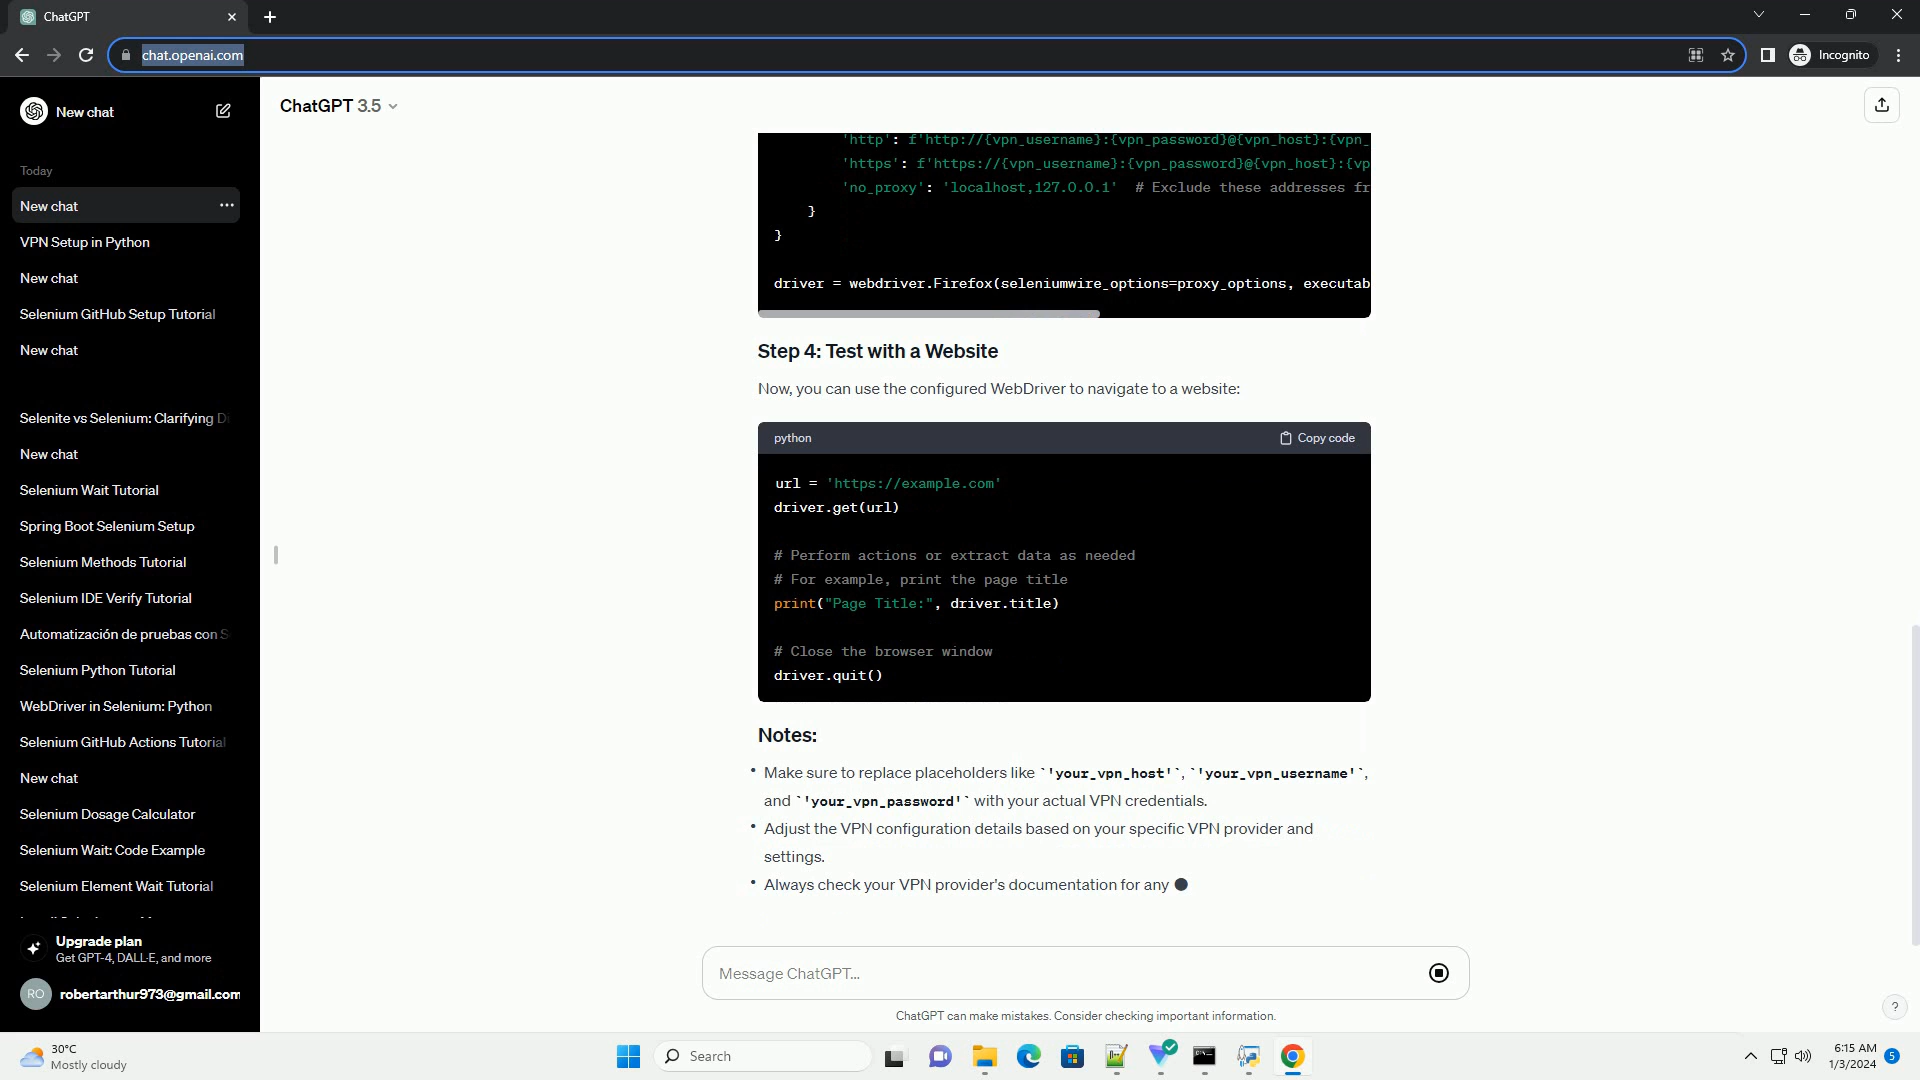 ChatGPT
chat.openai.com
Incognito
New chat
Today
New chat
VPN Setup in Python
New chat
Selenium GitHub Setup Tutorial
New chat
Selenite vs Selenium: Clarifying
New chat
Selenium Wait Tutorial
Spring Boot Selenium Setup
Selenium Methods Tutorial
Selenium IDE Verify Tutorial
Automatización de pruebas con S
Selenium Python Tutorial
WebDriver in Selenium: Python
Selenium GitHub Actions Tutorial
New chat
Selenium Dosage Calculator
Selenium Wait: Code Example
Selenium Element Wait Tutorial
Upgrade plan
Get GPT-4, DALL·E, and more
RO
robertarthur973@gmail.com
ChatGPT 3.5
'http': f'http://{vpn_username}:{vpn_password}@{vpn_host}:{vpn_
'https': f'https://{vpn_username}:{vpn_password}@{vpn_host}:{vp
'no_proxy': 'localhost,127.0.0.1' # Exclude these addresses fr
}
}
driver = webdriver.Firefox(seleniumwire_options=proxy_options, executab
Step 4: Test with a Website
Now, you can use the configured WebDriver to navigate to a website:
python
Copy code
url = 'https://example.com'
driver.get(url)
# Perform actions or extract data as needed
# For example, print the page title
print("Page Title:", driver.title)
# Close the browser window
driver.quit()
Notes:
• Make sure to replace placeholders like `'your_vpn_host'`, `'your_vpn_username'`,
and `'your_vpn_password'` with your actual VPN credentials.
• Adjust the VPN configuration details based on your specific VPN provider and
settings.
• Always check your VPN provider's documentation for any
Message ChatGPT...
ChatGPT can make mistakes. Consider checking important information.
?
30°C
Mostly cloudy
Search
6:15 AM
1/3/2024
5